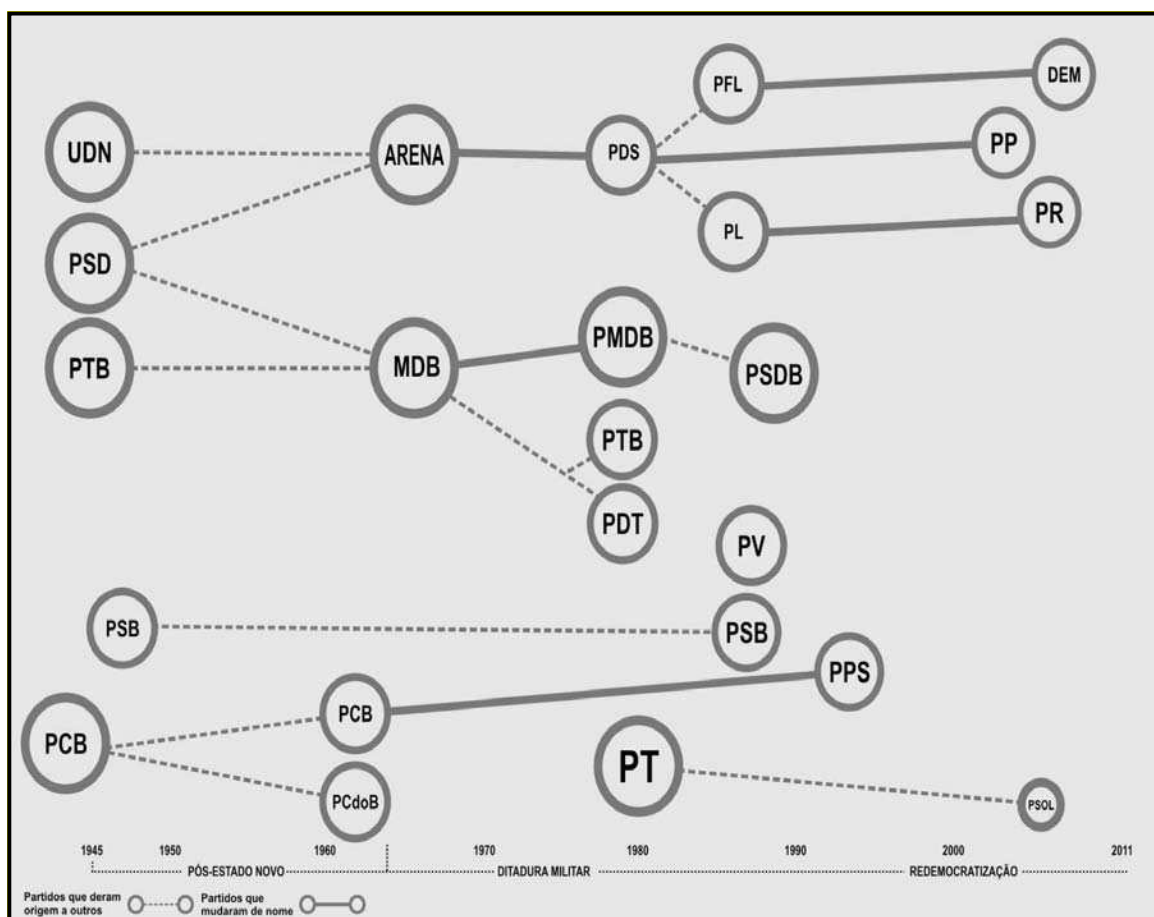 PFL
DEM
UDN
ARENA
PDS
PP
PSD
PL
PR
PTB
MDB
PMDB
PSDB
PTB
PDT
PV
PSB
PSB
PPS
PCB
PCB
PT
PCdoB
PSOL
1945 1950 1960 1970 1980 1990 2000 2011
PÓS-ESTADO NOVO DITADURA MILITAR REDEMOCRATIZAÇÃO
Partidos que deram
origem a outros
Partidos que
mudaram de nome